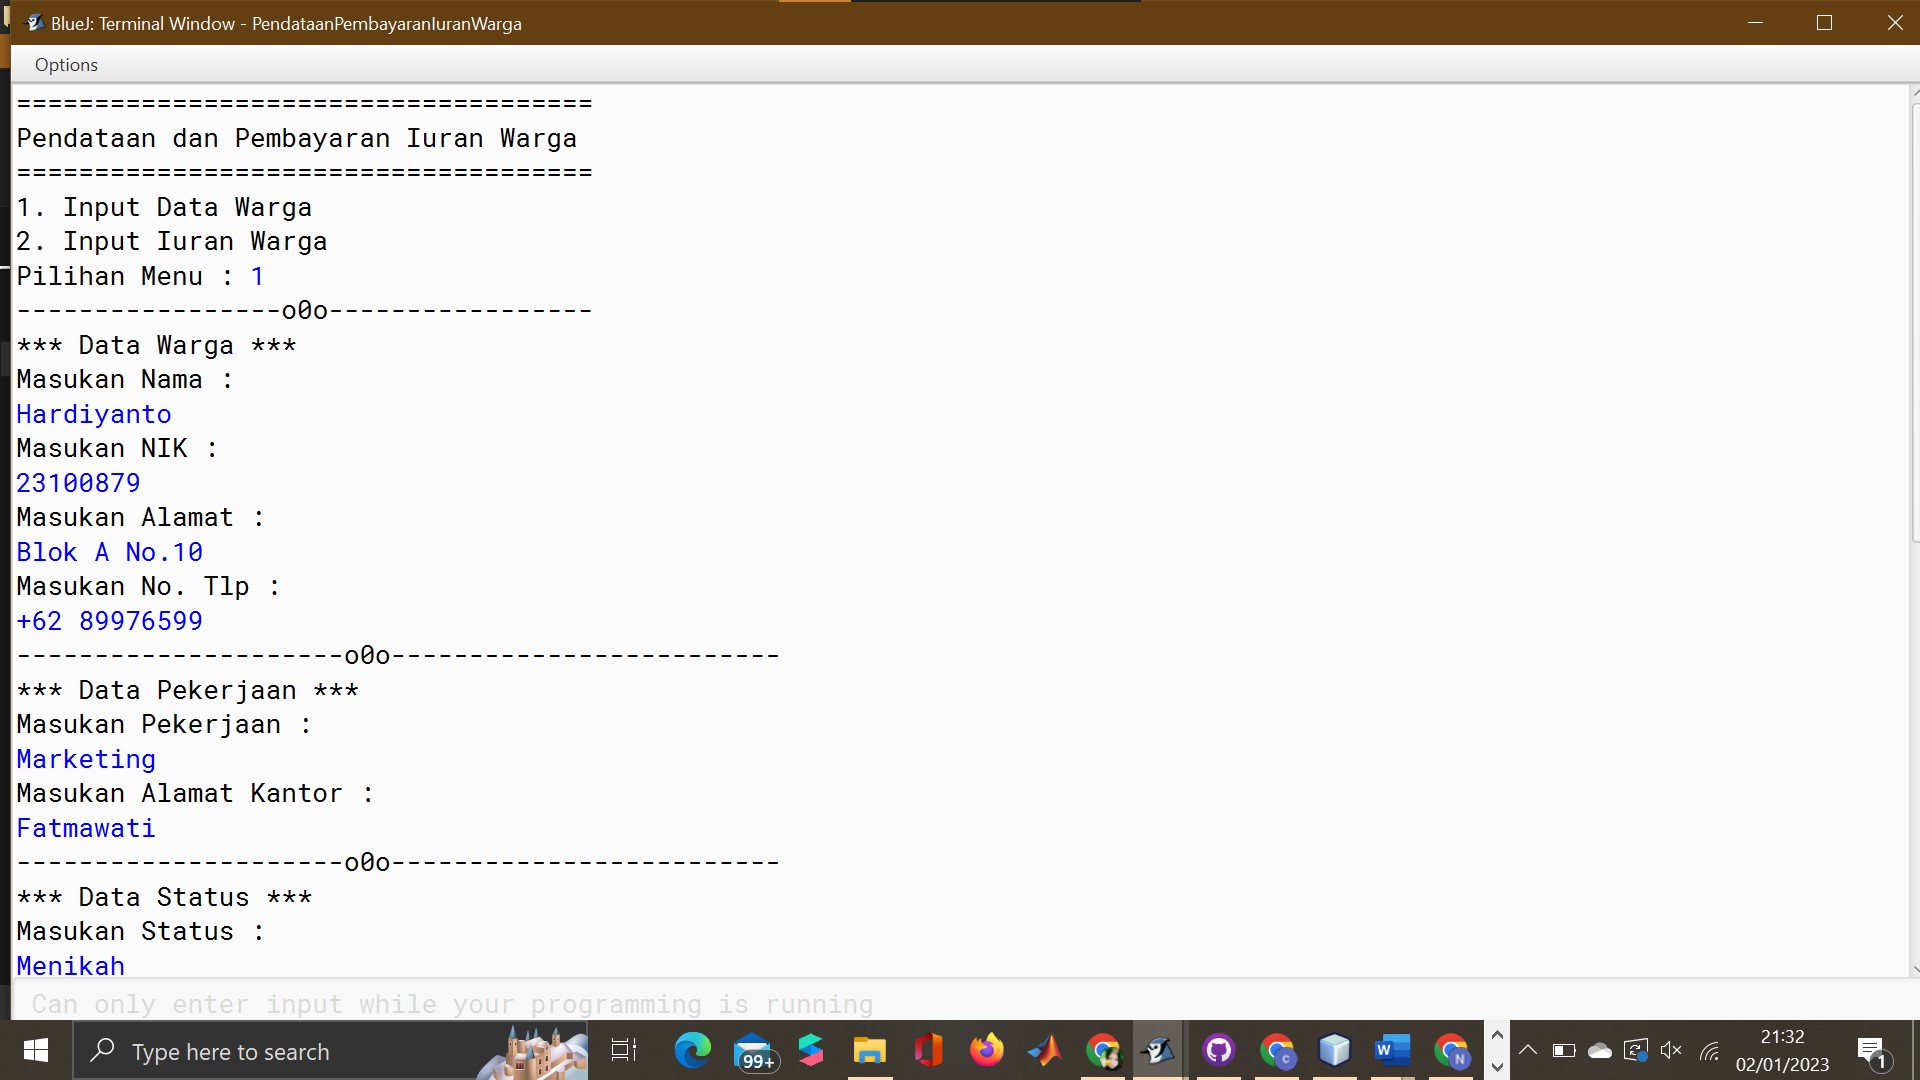 BlueJ: Terminal Window - PendataanPembayaranIuranWarga
Options
=====================================
Pendataan dan Pembayaran Iuran Warga
=====================================
1. Input Data Warga
2. Input Iuran Warga
Pilihan Menu : 1
-----------------o0o-----------------
*** Data Warga ***
Masukan Nama :
Hardiyanto
Masukan NIK :
23100879
Masukan Alamat :
Blok A No.10
Masukan No. Tlp :
+62 89976599
---------------------o0o-------------------------
*** Data Pekerjaan ***
Masukan Pekerjaan :
Marketing
Masukan Alamat Kantor :
Fatmawati
---------------------o0o-------------------------
*** Data Status ***
Masukan Status :
Menikah
Can only enter input while your programming is running
Type here to search
99+
C
W
N
21:32
02/01/2023
1